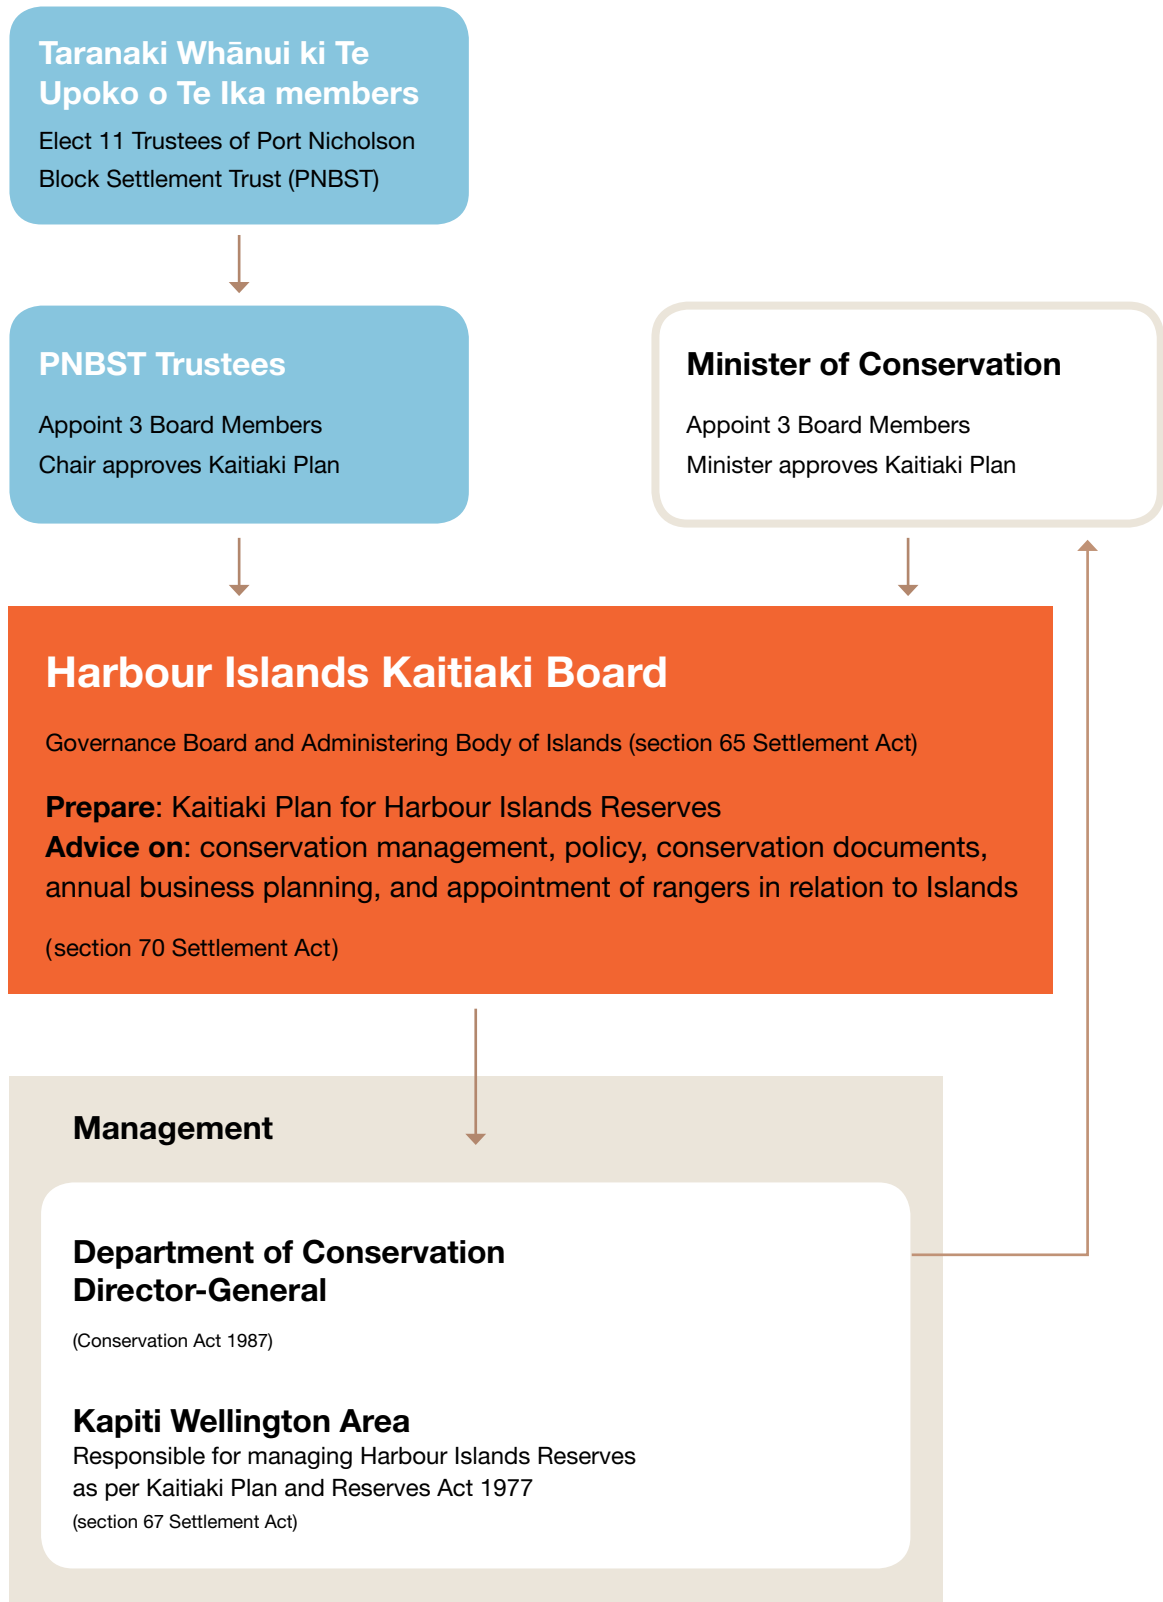 Taranaki Whānui ki Te
Upoko o Te Ika members
Elect 11 Trustees of Port Nicholson
Block Settlement Trust (PNBST)
PNBST Trustees
Appoint 3 Board Members
Chair approves Kaitiaki Plan
Minister of Conservation
Appoint 3 Board Members
Minister approves Kaitiaki Plan
Harbour Islands Kaitiaki Board
Governance Board and Administering Body of Islands (section 65 Settlement Act)
Prepare: Kaitiaki Plan for Harbour Islands Reserves
Advice on: conservation management, policy, conservation documents,
annual business planning, and appointment of rangers in relation to Islands
(section 70 Settlement Act)
Management
Department of Conservation
Director-General
(Conservation Act 1987)
Kapiti Wellington Area
Responsible for managing Harbour Islands Reserves
as per Kaitiaki Plan and Reserves Act 1977
(section 67 Settlement Act)